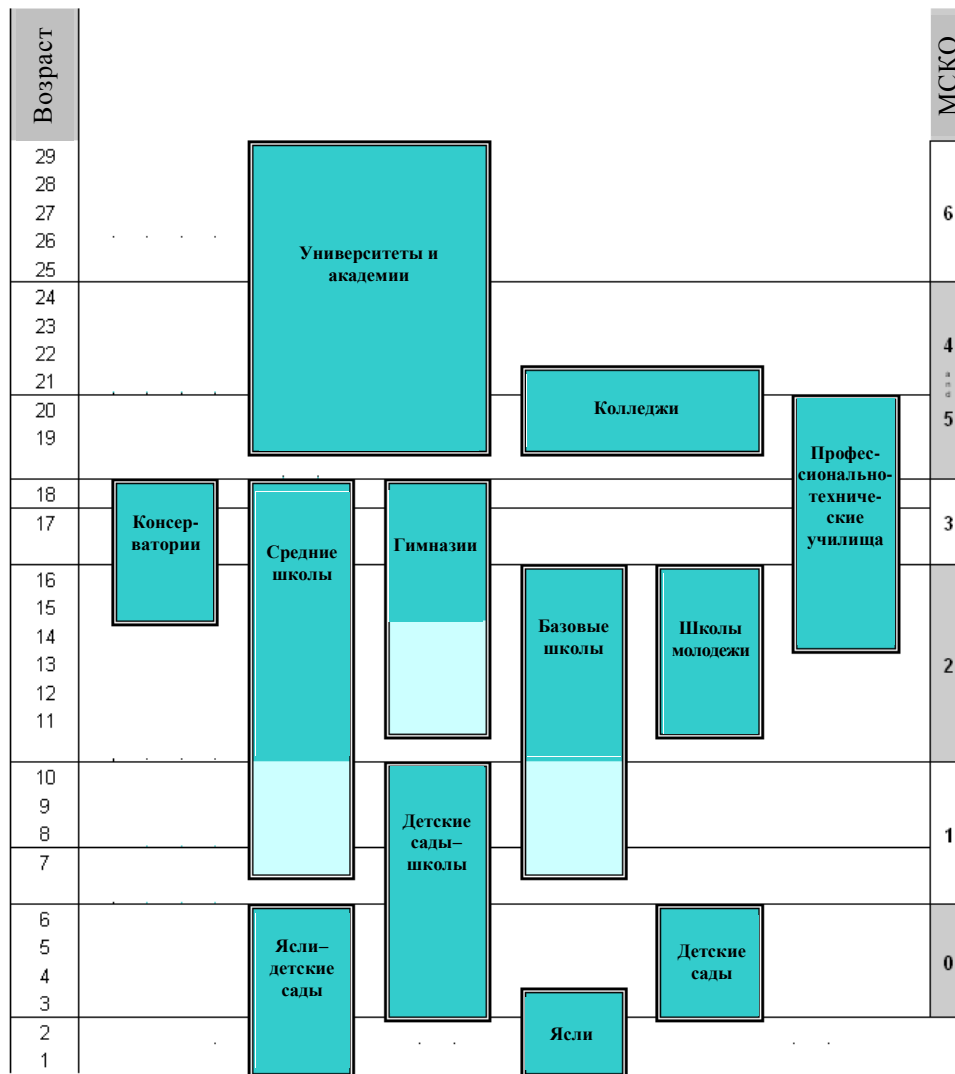 Возраст
МСКО
29
28
27
26
25
6
Университеты и
академии
24
23
22
21
4
and
5
20
19
Колледжи
Профес-
сионально-
техниче-
ские
училища
18
17
3
Консер-
ватории
Средние
школы
Гимназии
16
15
14
13
12
11
2
Базовые
школы
Школы
молодежи
10
9
8
7
1
Детские
сады–
школы
6
5
4
3
0
Ясли–
детские
сады
Детские
сады
2
1
Ясли